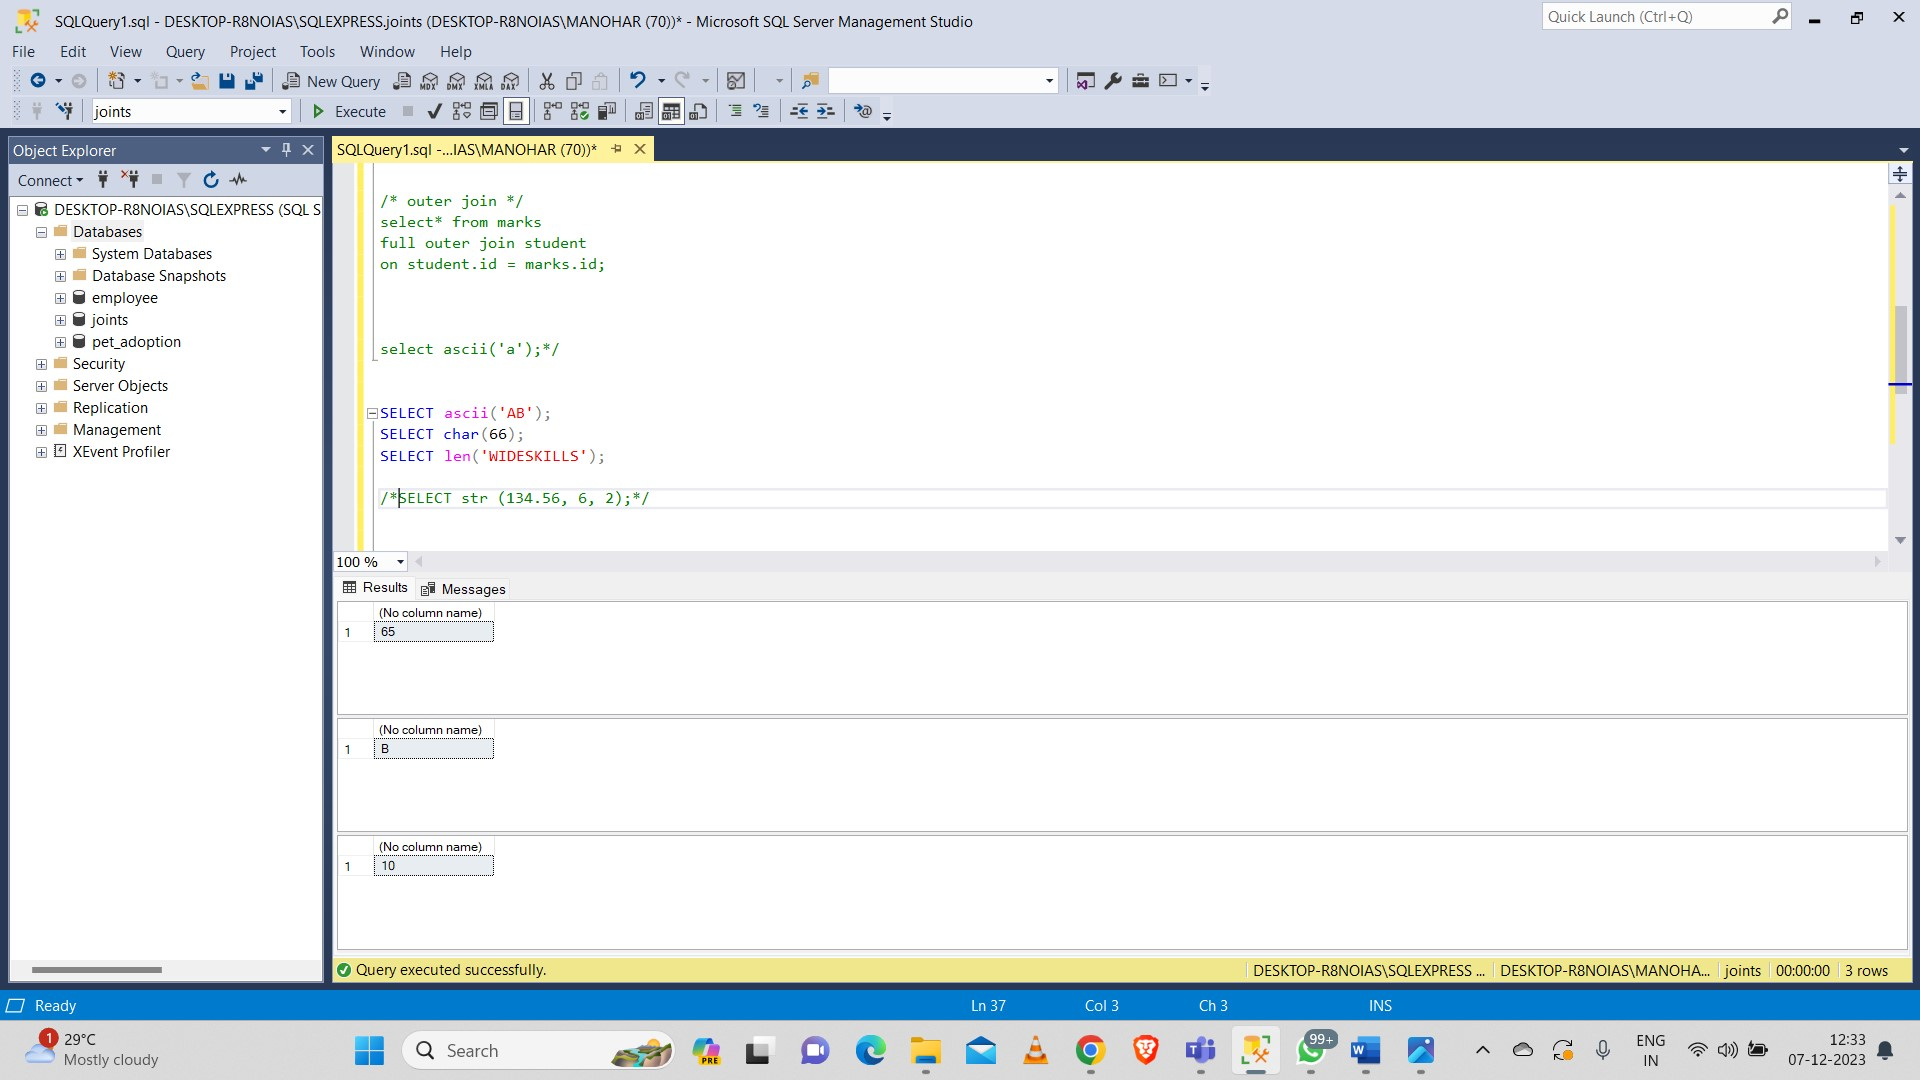 SQLQuery1.sql - DESKTOP-R8NOIAS\SQLEXPRESS.joints (DESKTOP-R8NOIAS\MANOHAR (70))* - Microsoft SQL Server Management Studio
Quick Launch (Ctrl+Q)
File Edit View Query Project Tools Window Help
New Query
MDX DMX XMLA DAX
joints
Execute
Object Explorer
SQLQuery1.sql -...IAS\MANOHAR (70))*
Connect
DESKTOP-R8NOIAS\SQLEXPRESS (SQL S
Databases
System Databases
Database Snapshots
employee
joints
pet_adoption
Security
Server Objects
Replication
Management
XEvent Profiler
/* outer join */
select* from marks
full outer join student
on student.id = marks.id;
select ascii('a');*/
SELECT ascii('AB');
SELECT char(66);
SELECT len('WIDESKILLS');
/*SELECT str (134.56, 6, 2);*/
100 %
Results Messages
(No column name)
1 65
(No column name)
1 B
(No column name)
1 10
Query executed successfully.
DESKTOP-R8NOIAS\SQLEXPRESS ... DESKTOP-R8NOIAS\MANOHA... joints 00:00:00 3 rows
Ready
Ln 37 Col 3 Ch 3 INS
1
29°C
Mostly cloudy
Search
PRE
99+
ENG
IN
12:33
07-12-2023